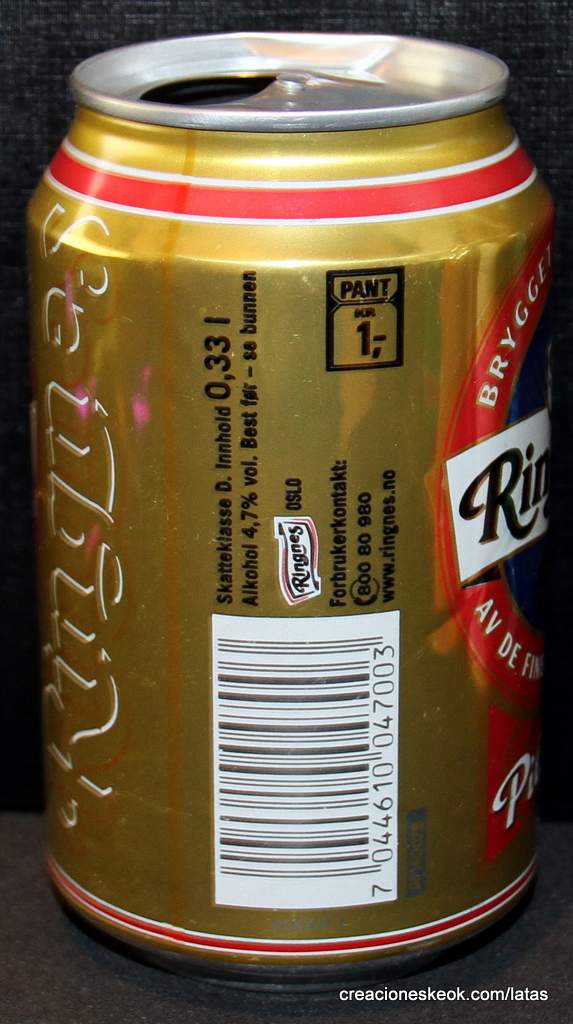 Skatteklasse D. Innhold 0,33 l
Alkohol 4,7% vol. Best før – se bunnen
Ringnes OSLO
Forbrukerkontakt:
800 80 980
www.ringnes.no
PANT
KR
1,-
7 044610 047003
Ringnes
BRYGGET
AV DE
creacioneskeok.com/latas